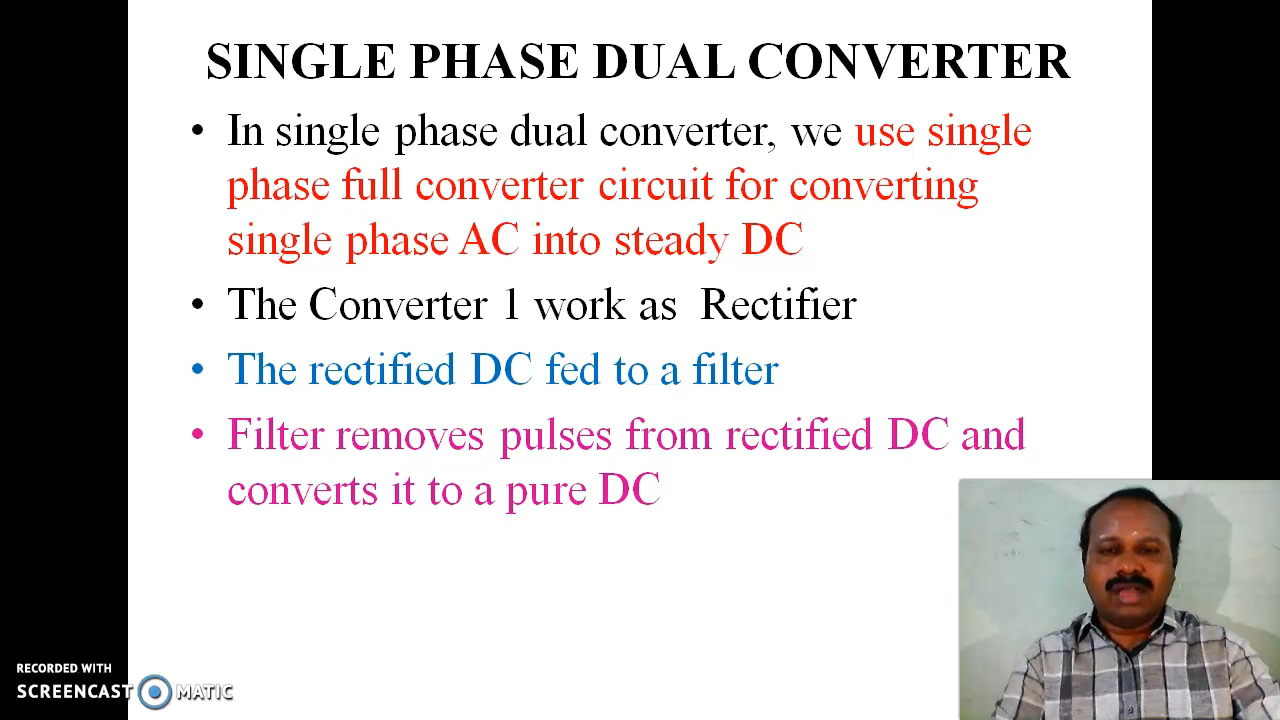 SINGLE PHASE DUAL CONVERTER
• In single phase dual converter, we use single
phase full converter circuit for converting
single phase AC into steady DC
• The Converter 1 work as  Rectifier
• The rectified DC fed to a filter
• Filter removes pulses from rectified DC and
converts it to a pure DC
RECORDED WITH
SCREENCAST MATIC